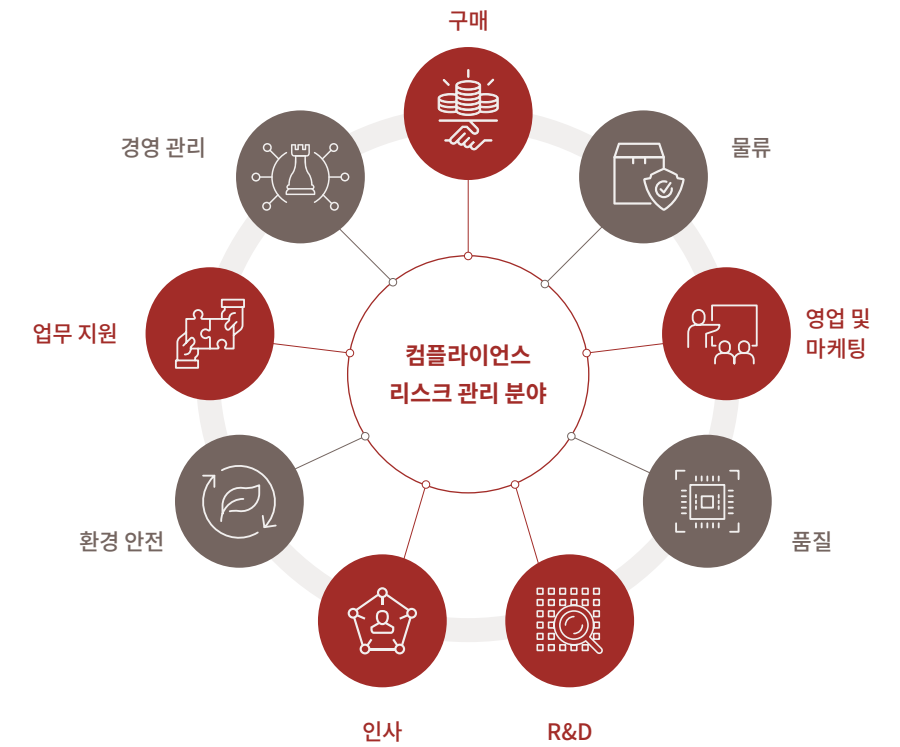 구매
경영 관리
물류
업무 지원
영업 및
마케팅
컴플라이언스
리스크 관리 분야
환경 안전
품질
인사
R&D